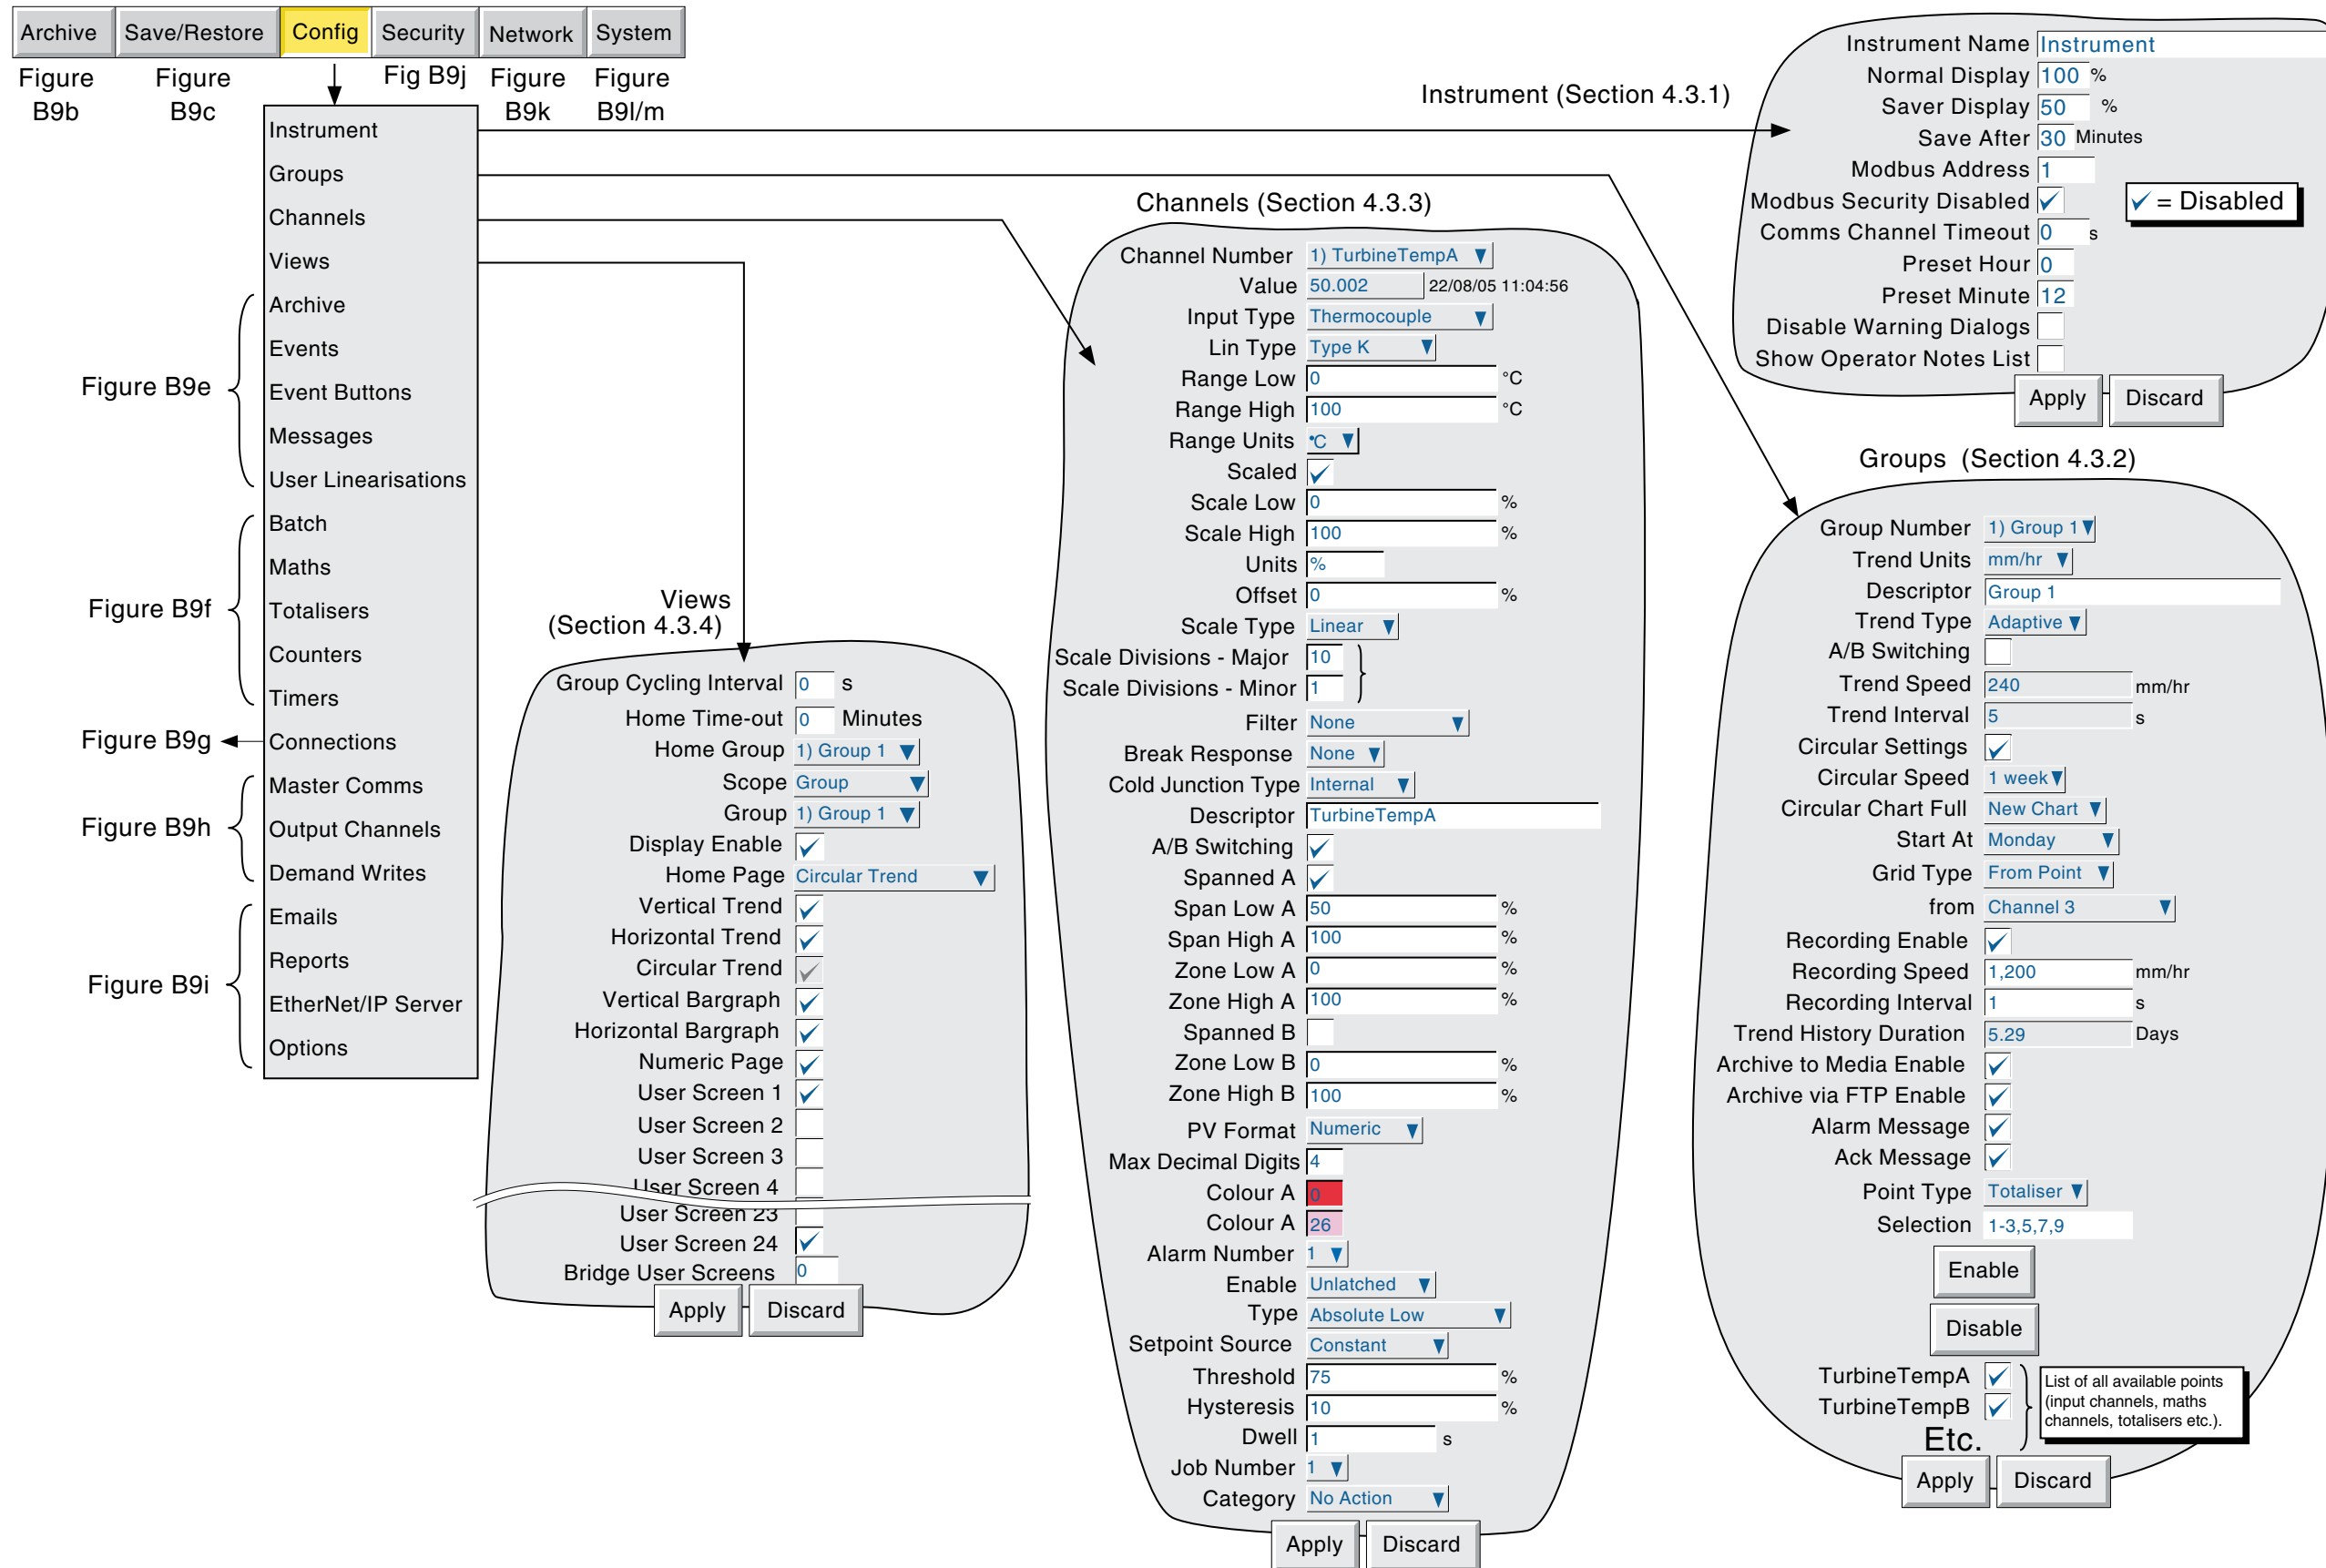 Archive
Save/Restore
Config
Security
Network
System
Figure
B9b
Figure
B9c
Fig B9j
Figure
B9k
Figure
B9l/m
Instrument
Groups
Channels
Views
Archive
Events
Event Buttons
Messages
User Linearisations
Batch
Maths
Totalisers
Counters
Timers
Connections
Master Comms
Output Channels
Demand Writes
Emails
Reports
EtherNet/IP Server
Options
Figure B9e
Figure B9f
Figure B9g
Figure B9h
Figure B9i
Views
(Section 4.3.4)
Group Cycling Interval 0 s
Home Time-out 0 Minutes
Home Group 1) Group 1
Scope Group
Group 1) Group 1
Display Enable
Home Page Circular Trend
Vertical Trend
Horizontal Trend
Circular Trend
Vertical Bargraph
Horizontal Bargraph
Numeric Page
User Screen 1
User Screen 2
User Screen 3
User Screen 4
User Screen 23
User Screen 24
Bridge User Screens 0
Apply Discard
Channels (Section 4.3.3)
Channel Number 1) TurbineTempA
Value 50.002 22/08/05 11:04:56
Input Type Thermocouple
Lin Type Type K
Range Low 0 °C
Range High 100 °C
Range Units °C
Scaled
Scale Low 0 %
Scale High 100 %
Units %
Offset 0 %
Scale Type Linear
Scale Divisions - Major 10
Scale Divisions - Minor 1
Filter None
Break Response None
Cold Junction Type Internal
Descriptor TurbineTempA
A/B Switching
Spanned A
Span Low A 50 %
Span High A 100 %
Zone Low A 0 %
Zone High A 100 %
Spanned B
Zone Low B 0 %
Zone High B 100 %
PV Format Numeric
Max Decimal Digits 4
Colour A 0
Colour A 26
Alarm Number 1
Enable Unlatched
Type Absolute Low
Setpoint Source Constant
Threshold 75 %
Hysteresis 10 %
Dwell 1 s
Job Number 1
Category No Action
Apply Discard
Instrument (Section 4.3.1)
Instrument Name Instrument
Normal Display 100 %
Saver Display 50 %
Save After 30 Minutes
Modbus Address 1
Modbus Security Disabled
✓ = Disabled
Comms Channel Timeout 0 s
Preset Hour 0
Preset Minute 12
Disable Warning Dialogs
Show Operator Notes List
Apply Discard
Groups (Section 4.3.2)
Group Number 1) Group 1
Trend Units mm/hr
Descriptor Group 1
Trend Type Adaptive
A/B Switching
Trend Speed 240 mm/hr
Trend Interval 5 s
Circular Settings
Circular Speed 1 week
Circular Chart Full New Chart
Start At Monday
Grid Type From Point
from Channel 3
Recording Enable
Recording Speed 1,200 mm/hr
Recording Interval 1 s
Trend History Duration 5.29 Days
Archive to Media Enable
Archive via FTP Enable
Alarm Message
Ack Message
Point Type Totaliser
Selection 1-3,5,7,9
Enable
Disable
TurbineTempA
TurbineTempB
Etc.
List of all available points
(input channels, maths
channels, totalisers etc.).
Apply Discard